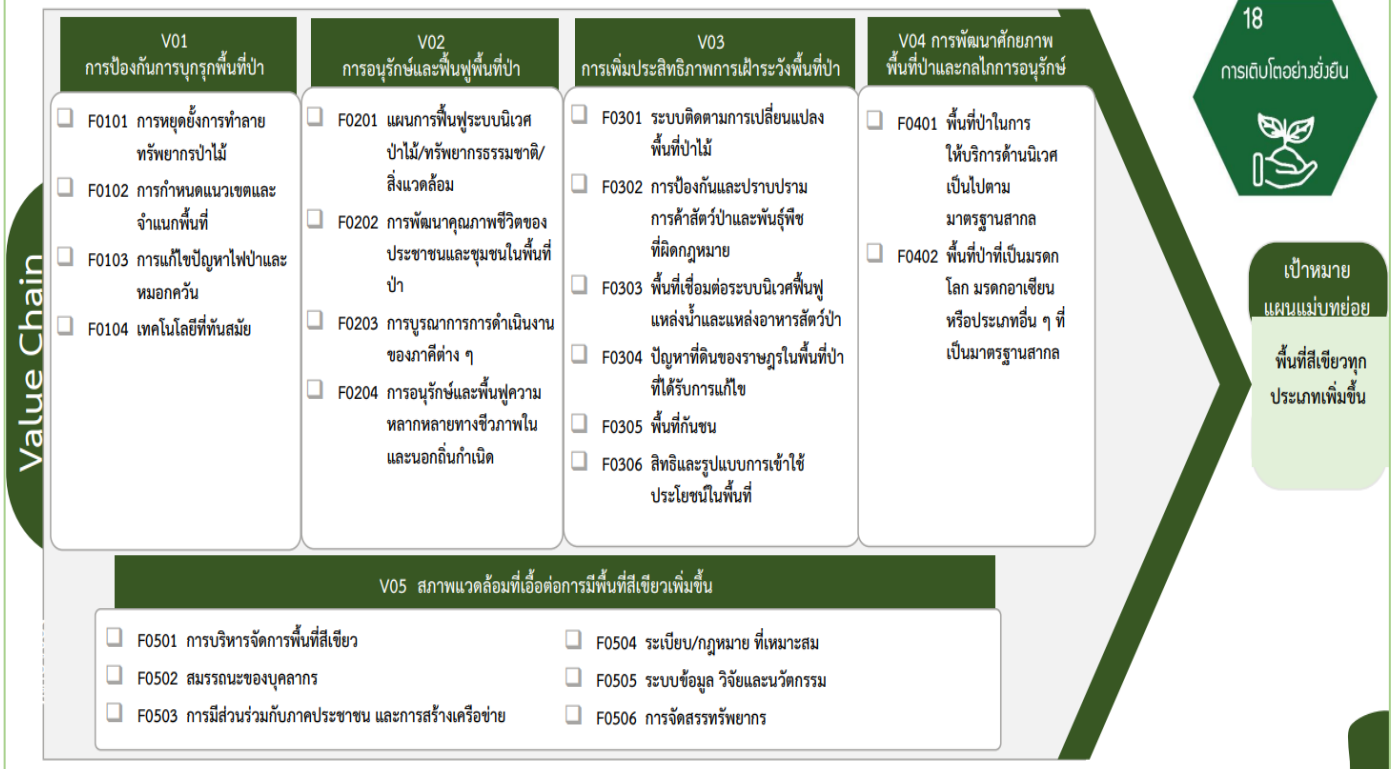 V01
การป้องกันการบุกรุกพื้นที่ป่า
F0101 การหยุดยั้งการทำลาย
ทรัพยากรป่าไม้
F0102 การกำหนดแนวเขตและ
จำแนกพื้นที่
F0103 การแก้ไขปัญหาไฟป่าและ
หมอกควัน
F0104 เทคโนโลยีที่ทันสมัย
V02
การอนุรักษ์และฟื้นฟูพื้นที่ป่า
F0201 แผนการฟื้นฟูระบบนิเวศ
ป่าไม้/ทรัพยากรธรรมชาติ/
สิ่งแวดล้อม
F0202 การพัฒนาคุณภาพชีวิตของ
ประชาชนและชุมชนในพื้นที่
ป่า
F0203 การบูรณาการการดำเนินงาน
ของภาคีต่าง ๆ
F0204 การอนุรักษ์และพื้นฟูความ
หลากหลายทางชีวภาพใน
และนอกถิ่นกำเนิด
V03
การเพิ่มประสิทธิภาพการเฝ้าระวังพื้นที่ป่า
F0301 ระบบติดตามการเปลี่ยนแปลง
พื้นที่ป่าไม้
F0302 การป้องกันและปราบปราม
การค้าสัตว์ป่าและพันธุ์พืช
ที่ผิดกฎหมาย
F0303 พื้นที่เชื่อมต่อระบบนิเวศฟื้นฟู
แหล่งน้ำและแหล่งอาหารสัตว์ป่า
F0304 ปัญหาที่ดินของราษฎรในพื้นที่ป่า
ที่ได้รับการแก้ไข
F0305 พื้นที่กันชน
F0306 สิทธิและรูปแบบการเข้าใช้
ประโยชน์ในพื้นที่
V04 การพัฒนาศักยภาพ
พื้นที่ป่าและกลไกการอนุรักษ์
F0401 พื้นที่ป่าในการ
ให้บริการด้านนิเวศ
เป็นไปตาม
มาตรฐานสากล
F0402 พื้นที่ป่าที่เป็นมรดก
โลก มรดกอาเซียน
หรือประเภทอื่น ๆ ที่
เป็นมาตรฐานสากล
Value Chain
V05 สภาพแวดล้อมที่เอื้อต่อการมีพื้นที่สีเขียวเพิ่มขึ้น
F0501 การบริหารจัดการพื้นที่สีเขียว
F0502 สมรรถนะของบุคลากร
F0503 การมีส่วนร่วมกับภาคประชาชน และการสร้างเครือข่าย
F0504 ระเบียบ/กฎหมาย ที่เหมาะสม
F0505 ระบบข้อมูล วิจัยและนวัตกรรม
F0506 การจัดสรรทรัพยากร
18
การเติบโตอย่างยั่งยืน
เป้าหมาย
แผนแม่บทย่อย
พื้นที่สีเขียวทุก
ประเภทเพิ่มขึ้น